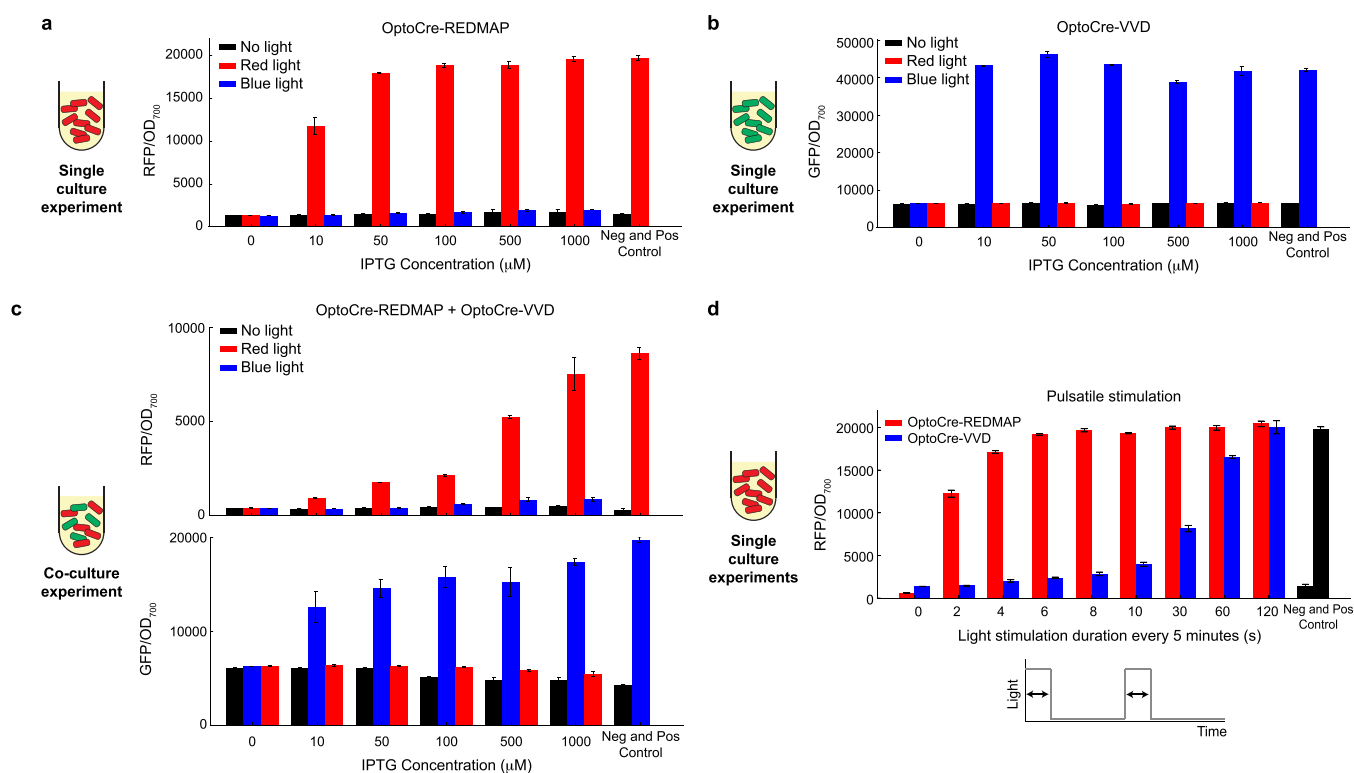 a
OptoCre-REDMAP
No light
Red light
Blue light
20000
15000
10000
5000
0
RFP/OD700
0 10 50 100 500 1000 Neg and Pos
Control
IPTG Concentration (μM)
Single
culture
experiment
b
OptoCre-VVD
No light
Red light
Blue light
50000
40000
30000
20000
10000
0
GFP/OD700
0 10 50 100 500 1000 Neg and Pos
Control
IPTG Concentration (μM)
Single
culture
experiment
c
OptoCre-REDMAP + OptoCre-VVD
No light
Red light
Blue light
10000
5000
0
RFP/OD700
20000
10000
0
GFP/OD700
0 10 50 100 500 1000 Neg and Pos
Control
IPTG Concentration (μM)
Co-culture
experiment
d
Pulsatile stimulation
OptoCre-REDMAP
OptoCre-VVD
20000
15000
10000
5000
0
RFP/OD700
0 2 4 6 8 10 30 60 120 Neg and Pos
Control
Light stimulation duration every 5 minutes (s)
Single
culture
experiments
Light
Time